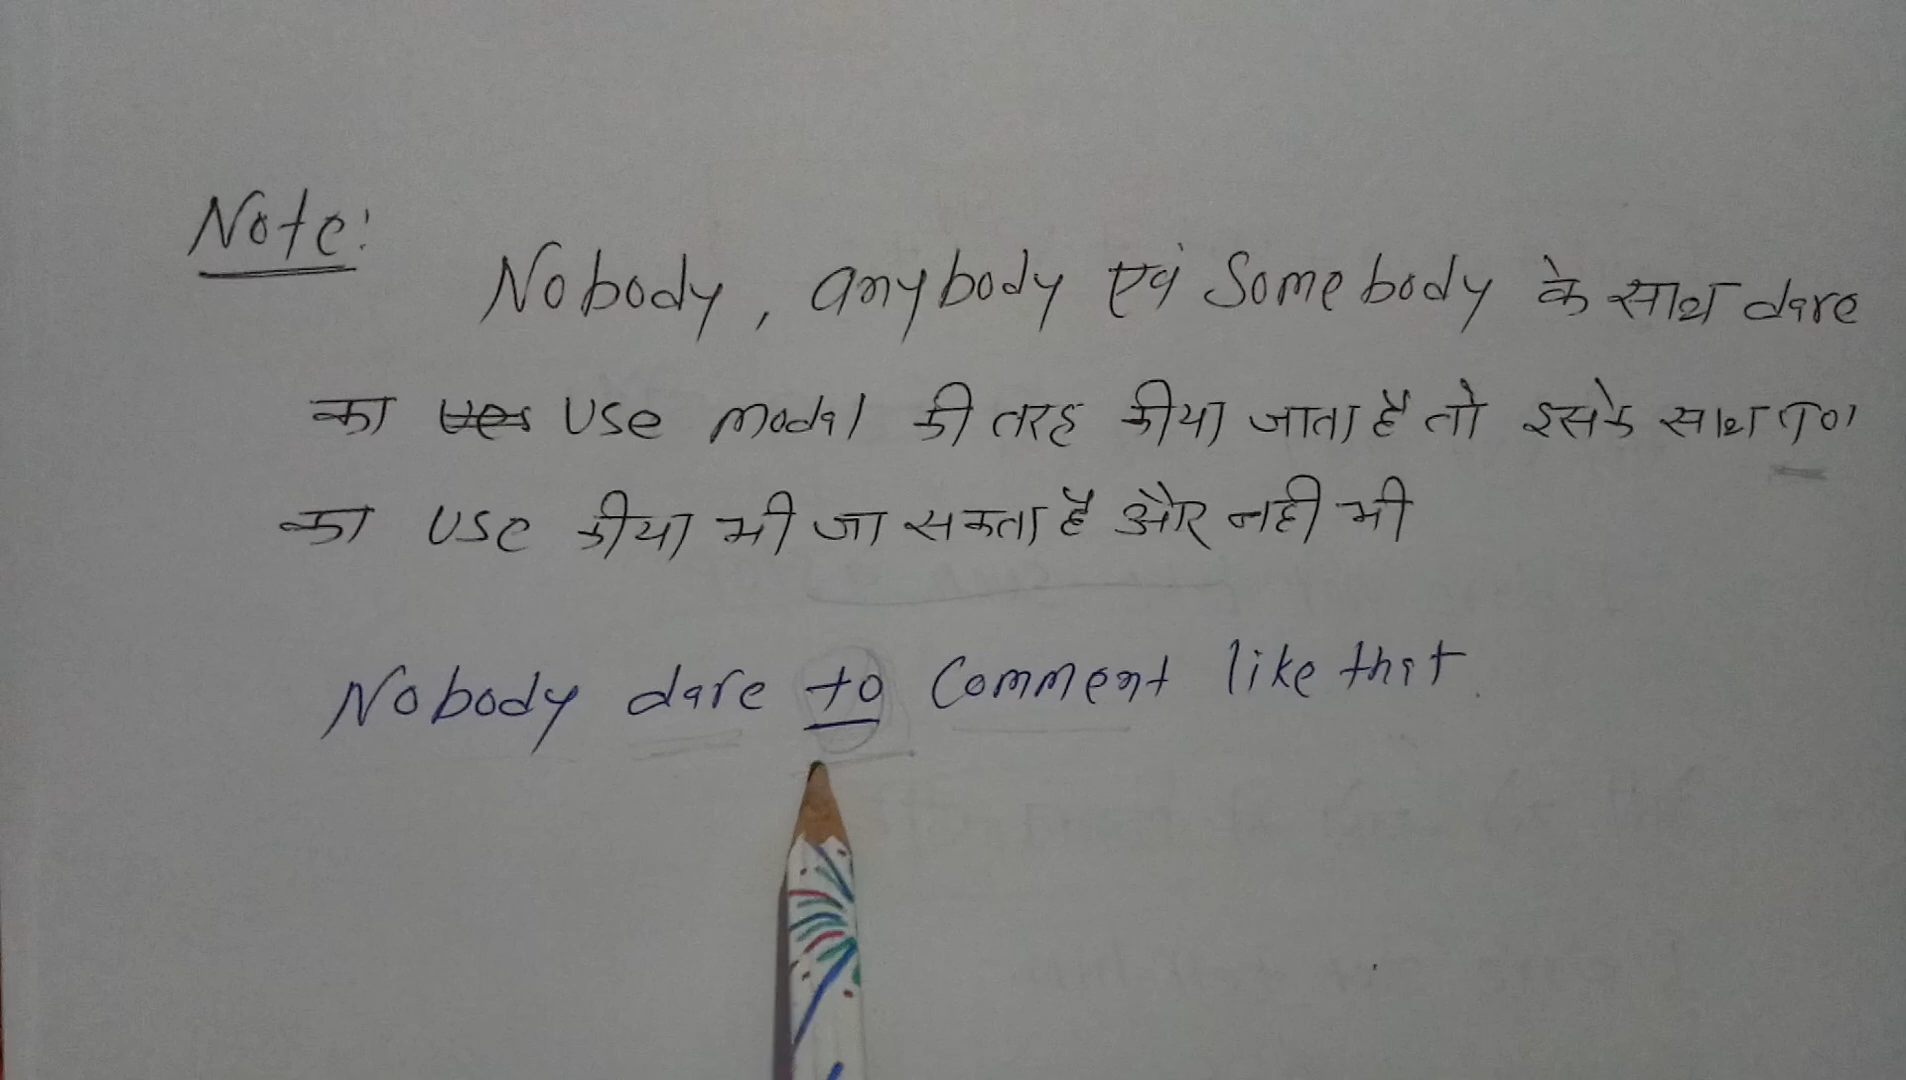 Note:
Nobody, anybody एवं Somebody के साथ dare
का Ues Use modal की तरह कीया जाता है तो इसके साथ To
का use कीया भी जा सकता है और नही भी
Nobody dare to Comment like that.